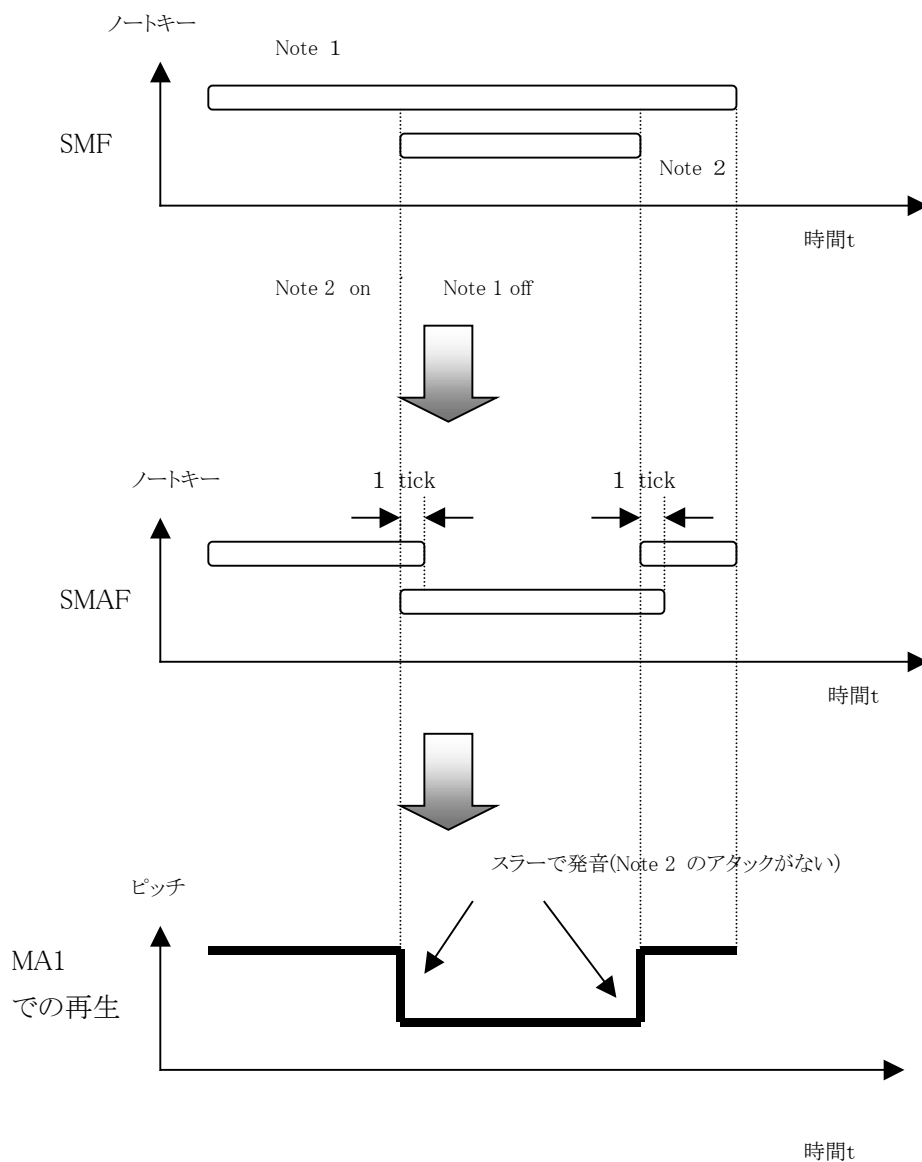 ノートキー
Note １
SMF
Note ２
時間t
Note 2 on
Note 1 off
ノートキー
１ tick
１ tick
SMAF
時間t
スラーで発音(Note 2 のアタックがない)
ピッチ
MA1
での再生
時間t